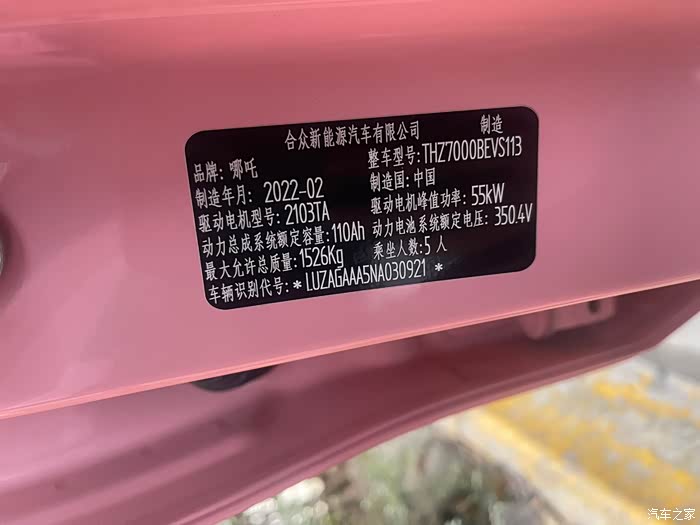 合众新能源汽车有限公司 制造
品牌: 哪吒 整车型号:THZ7000BEVS113
制造年月: 2022-02 制造国: 中国
驱动电机型号: 2103TA 驱动电机峰值功率: 55kW
动力总成系统额定容量:110Ah 动力电池系统额定电压: 350.4V
最大允许总质量:1526Kg 乘坐人数:5 人
车辆识别代号: *LUZAGAAA5NA030921 *
汽车之家